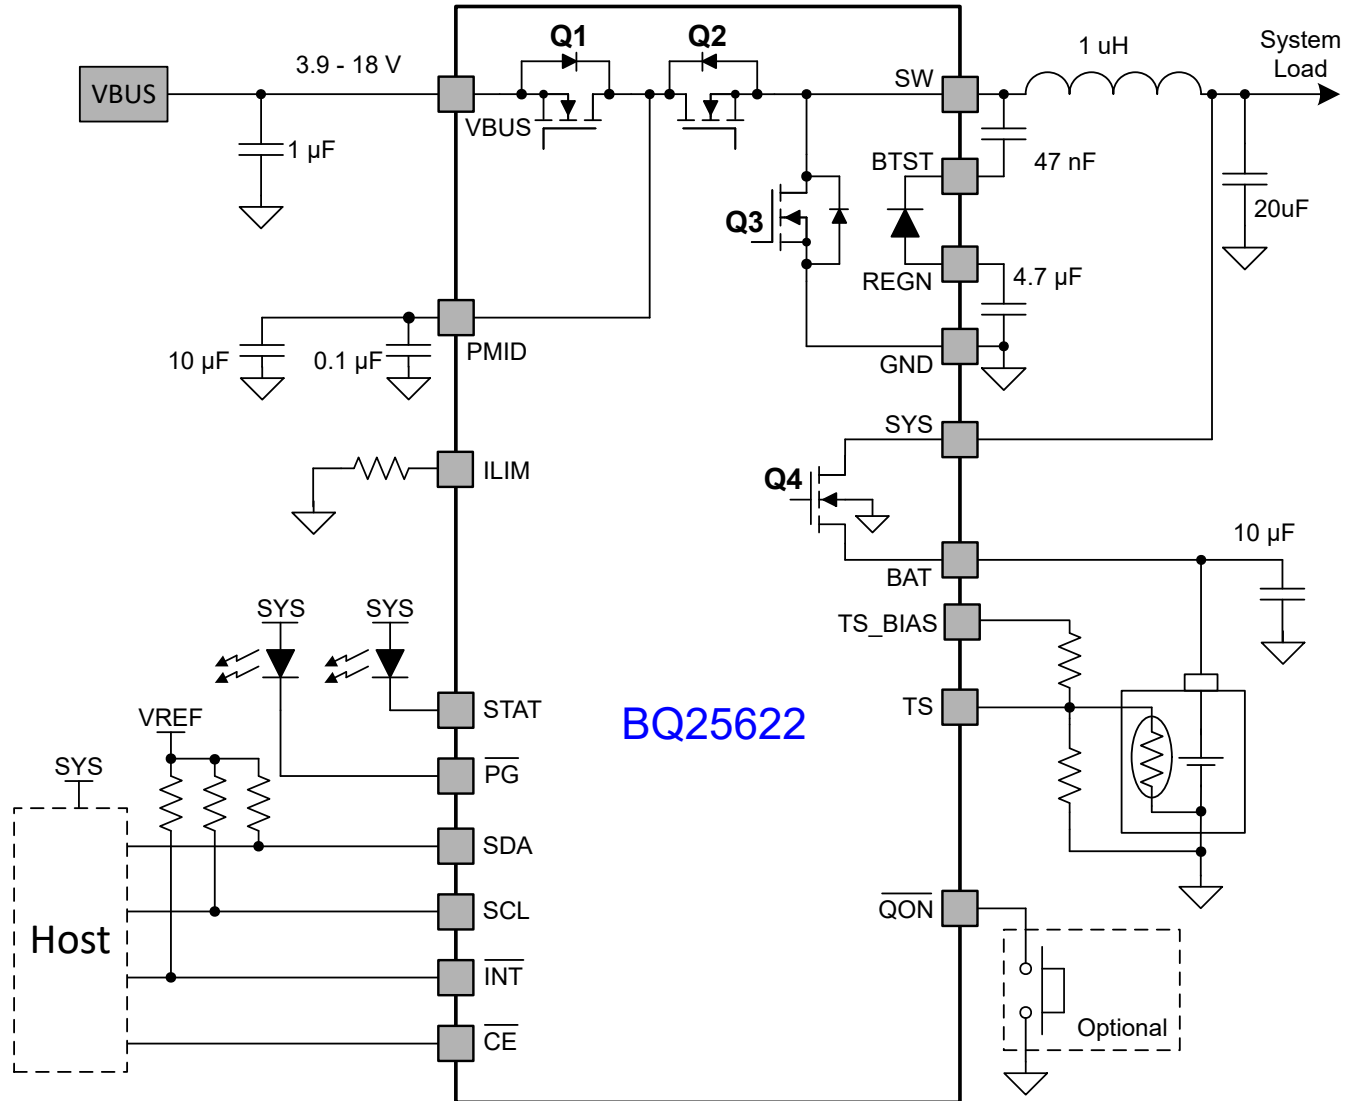 Q1
Q2
3.9 - 18 V
VBUS
VBUS
1 µF
SW
1 uH
System
Load
BTST
47 nF
20uF
Q3
REGN
4.7 µF
GND
10 µF
0.1 µF
PMID
SYS
ILIM
Q4
BAT
10 µF
TS_BIAS
TS
SYS
SYS
STAT
BQ25622
VREF
PG
SYS
SDA
SCL
QON
Host
INT
CE
Optional